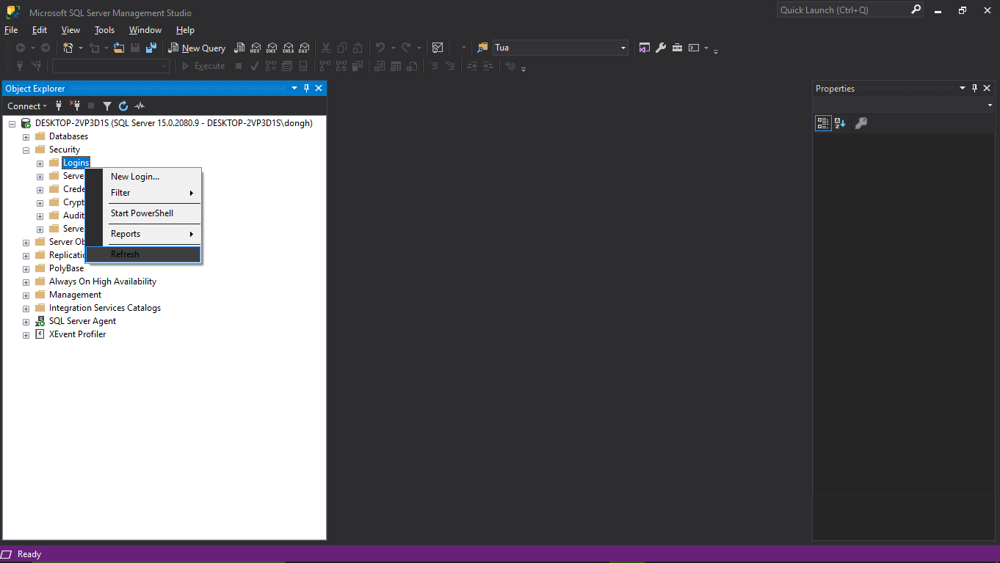 Microsoft SQL Server Management Studio
Quick Launch (Ctrl+Q)
File Edit View Tools Window Help
New Query MDX DMX XMLA DAX Tua
Execute
Object Explorer
Connect
DESKTOP-2VP3D1S (SQL Server 15.0.2080.9 - DESKTOP-2VP3D1S\dongh)
Databases
Security
Logins
Serve
Crede
Crypt
Audit
Serve
Server Ob
Replicatio
PolyBase
Always On High Availability
Management
Integration Services Catalogs
SQL Server Agent
XEvent Profiler
New Login...
Filter
Start PowerShell
Reports
Refresh
Properties
Ready